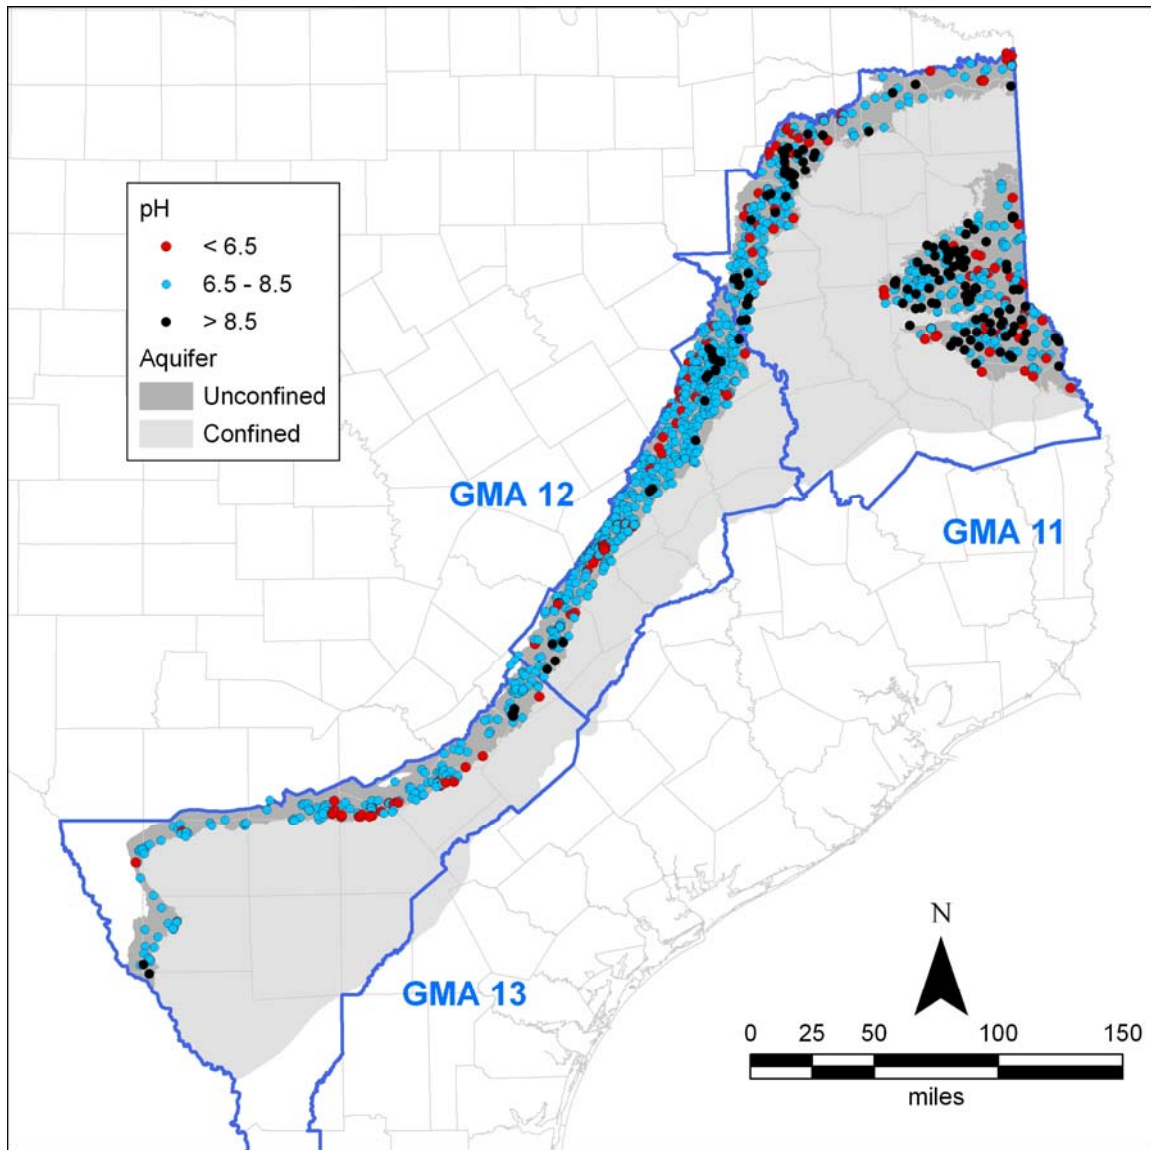 pH
< 6.5
6.5 - 8.5
> 8.5
Aquifer
Unconfined
Confined
GMA 12
GMA 11
GMA 13
N
0 25 50 100 150
miles